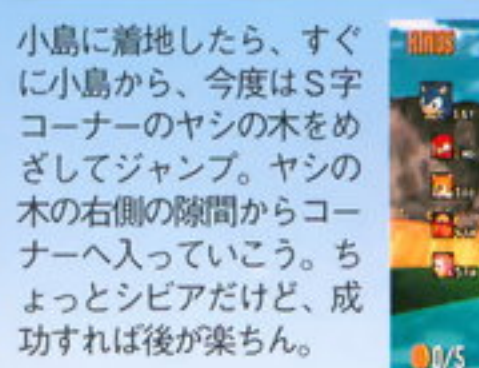 小島に着地したら、すぐ
に小島から、今度はS字
コーナーのヤシの木をめ
ざしてジャンプ。ヤシの
木の右側の隙間からコー
ナーへ入っていこう。ち
ょっとシビアだけど、成
功すれば後が楽ちん。
RINGS
1ST
0/5